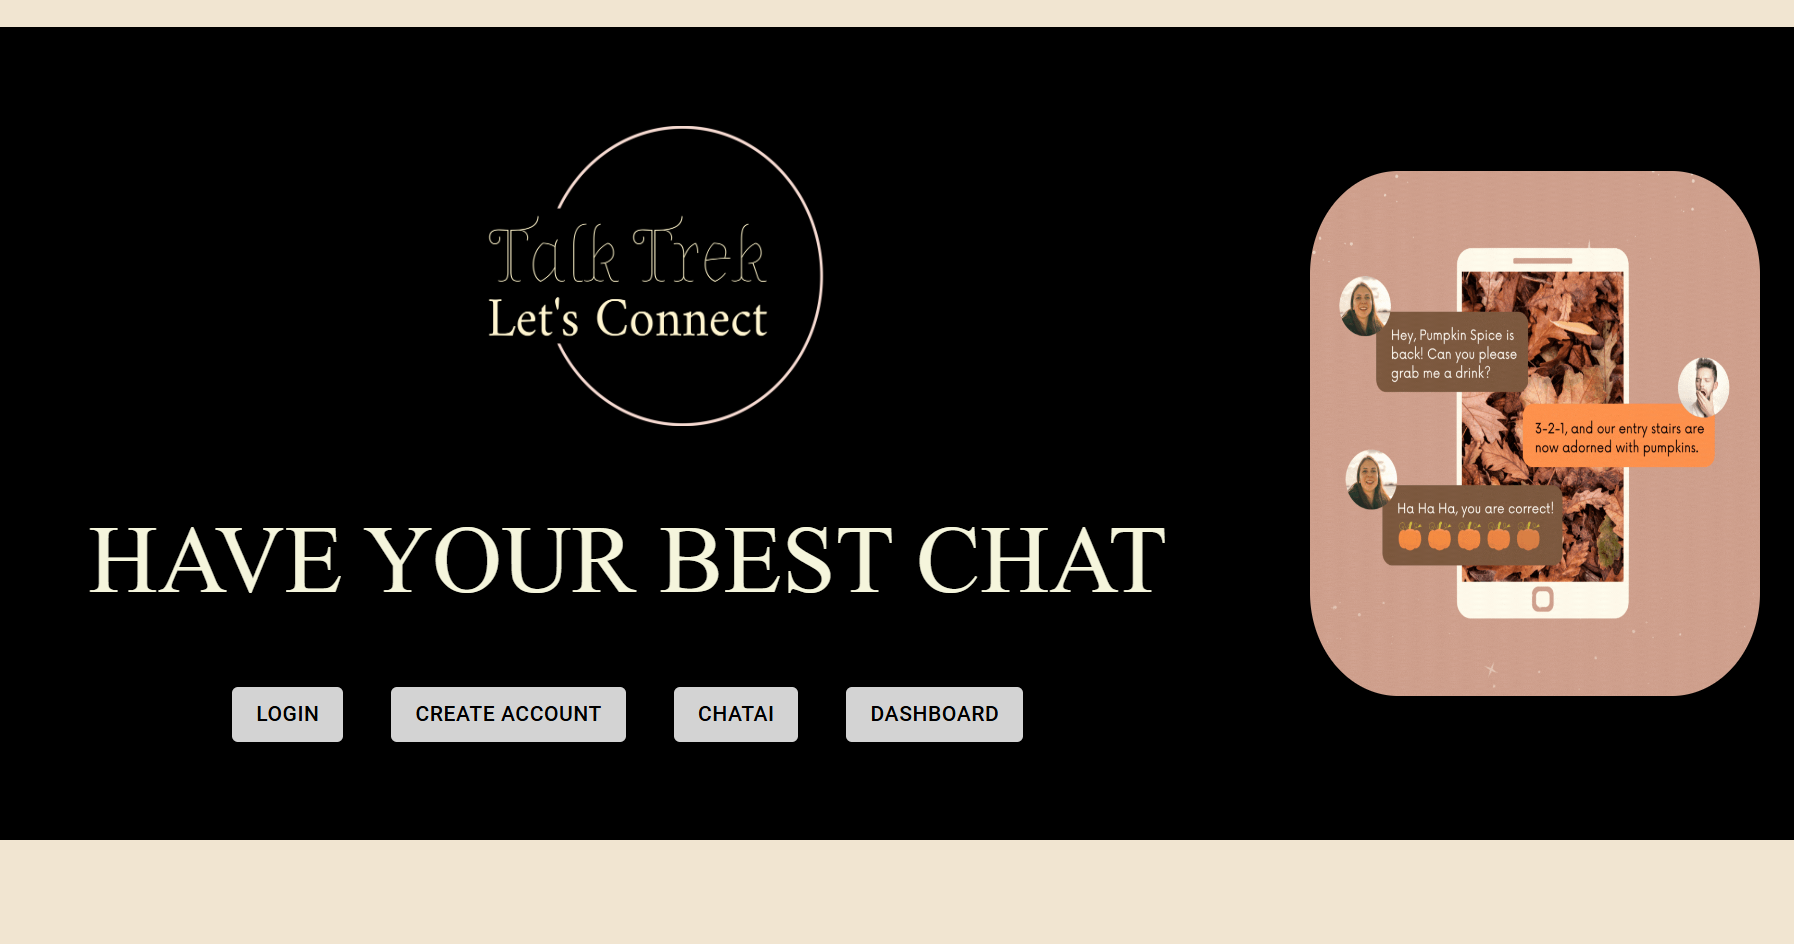 Talk Trek
Let's Connect
HAVE YOUR BEST CHAT
LOGIN
CREATE ACCOUNT
CHATAI
DASHBOARD
Hey, Pumpkin Spice is
back! Can you please
grab me a drink?
3-2-1, and our entry stairs are
now adorned with pumpkins.
Ha Ha Ha, you are correct!